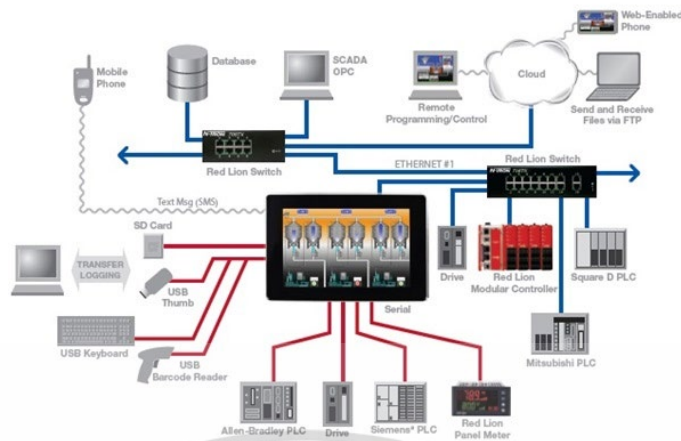 Web-Enabled
Phone
Mobile
Phone
Database
SCADA
OPC
Cloud
Remote
Programming/Control
Send and Receive
Files via FTP
Red Lion Switch
ETHERNET #1
Red Lion Switch
Text Msg (SMS)
SD Card
TRANSFER
LOGGING
USB
Thumb
Drive
Red Lion
Modular Controller
Square D PLC
Serial
USB Keyboard
USB
Barcode Reader
Mitsubishi PLC
Allen-Bradley PLC
Drive
Siemens® PLC
Red Lion
Panel Meter